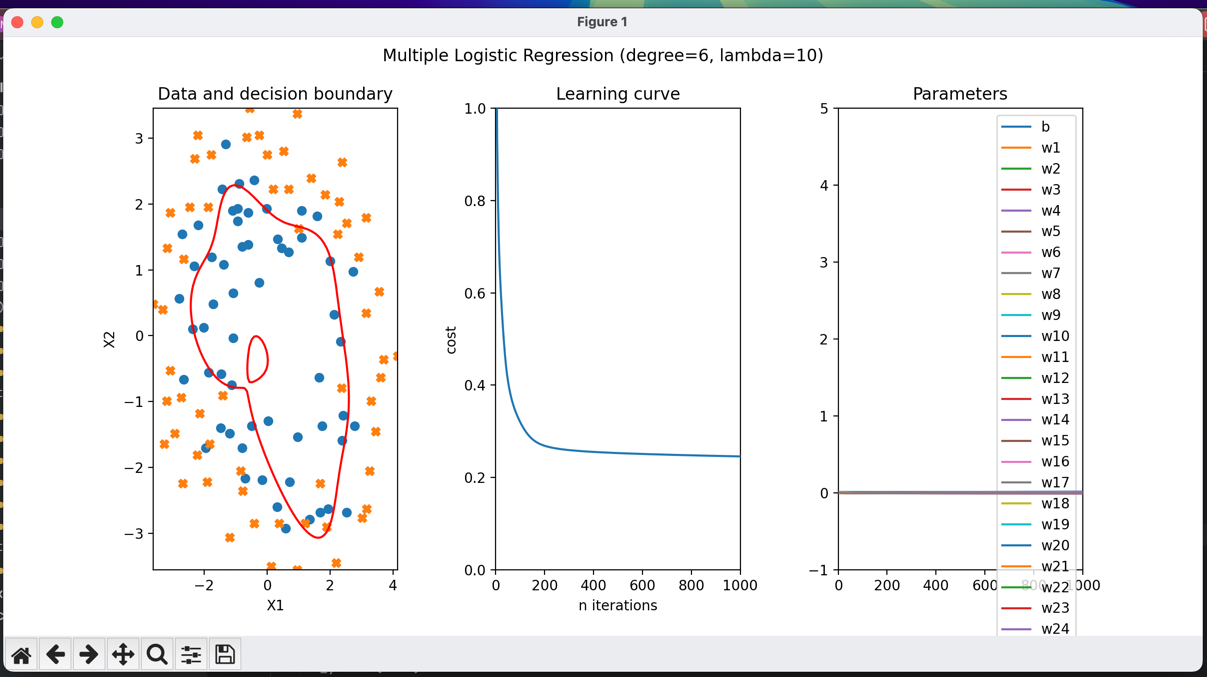 Figure 1
Multiple Logistic Regression (degree=6, lambda=10)
Data and decision boundary
3
2
1
0
−1
−2
−3
X2
−2
0
2
4
X1
Learning curve
1.0
0.8
0.6
0.4
0.2
0.0
cost
0
200
400
600
800
1000
n iterations
Parameters
5
4
3
2
1
0
−1
0
200
400
600
800
1000
b
w1
w2
w3
w4
w5
w6
w7
w8
w9
w10
w11
w12
w13
w14
w15
w16
w17
w18
w19
w20
w21
w22
w23
w24